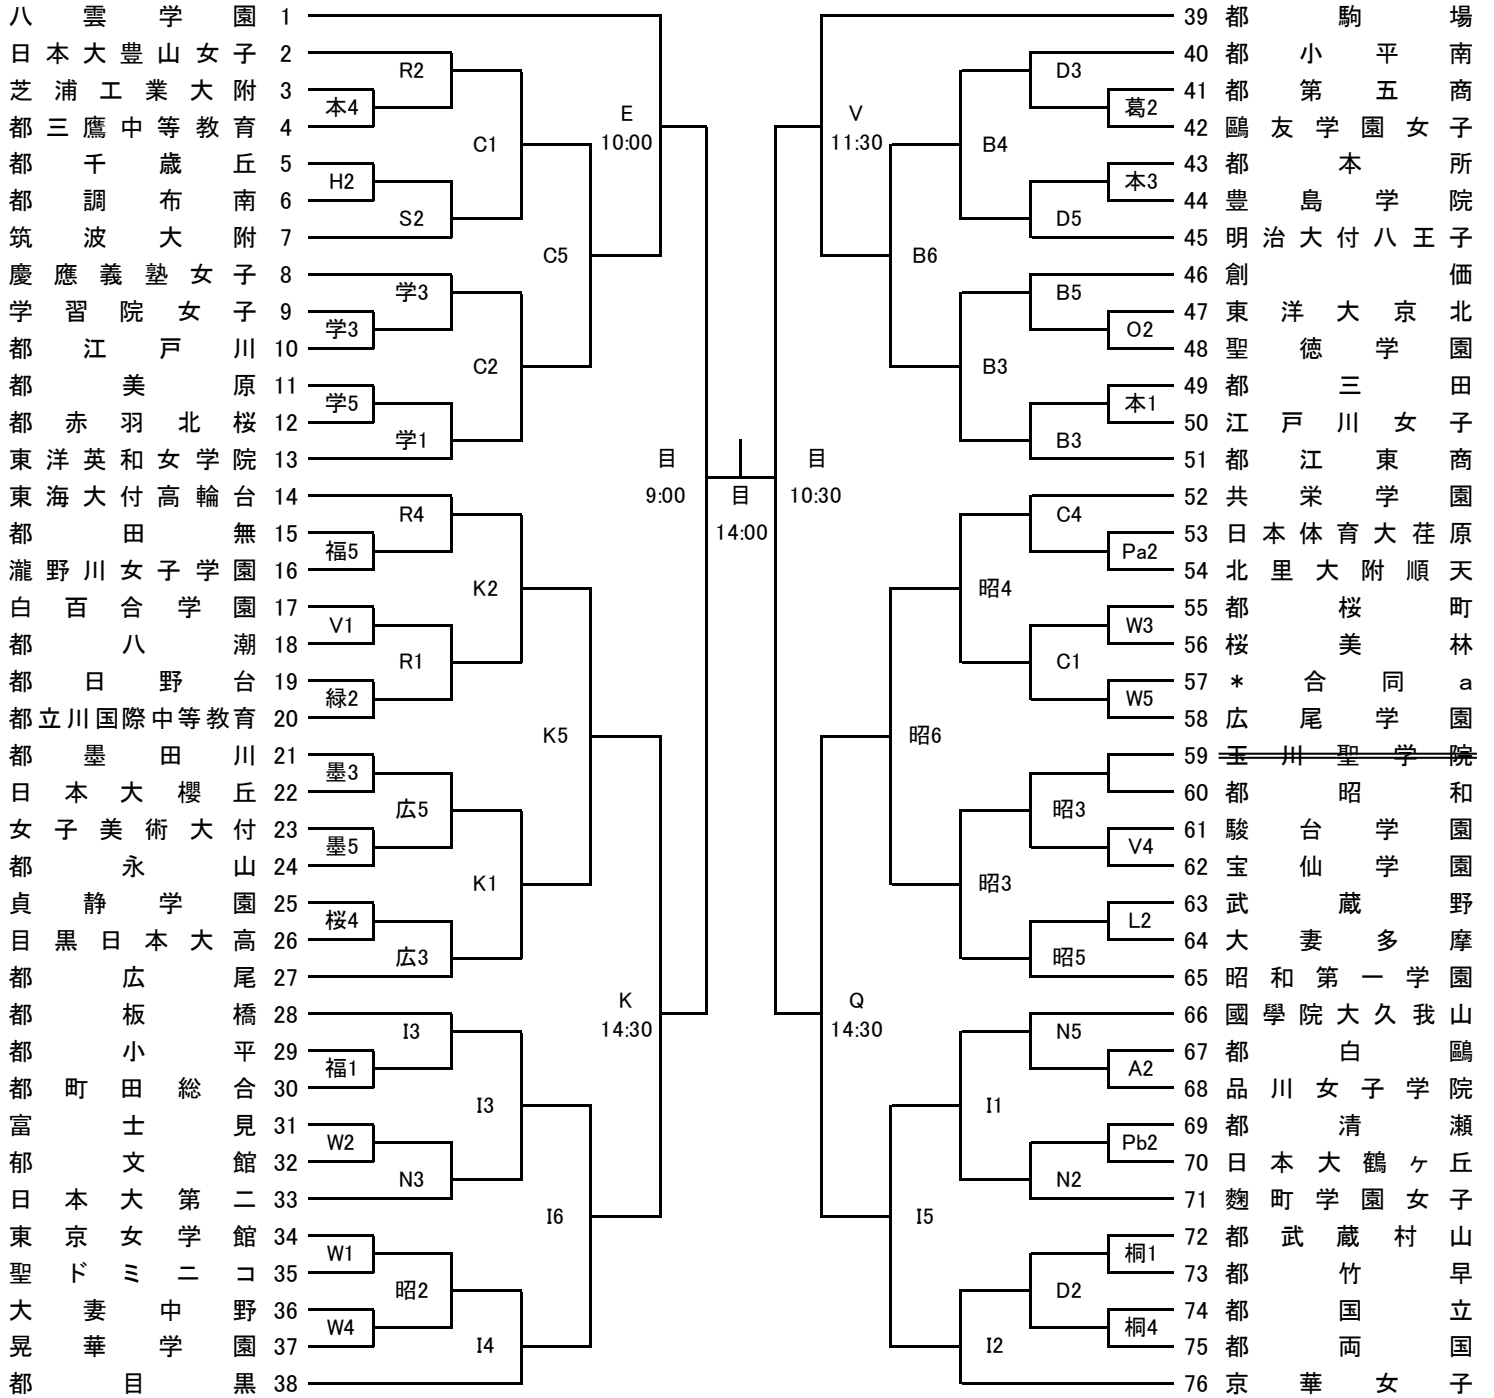 八雲学園 1
日本大豊山女子 2
芝浦工業大附 3
都三鷹中等教育 4
都千歳丘 5
都調布南 6
筑波大附 7
慶應義塾女子 8
学習院女子 9
都江戸川 10
都美原 11
都赤羽北桜 12
東洋英和女学院 13
東海大付高輪台 14
都田無 15
瀧野川女子学園 16
白百合学園 17
都八潮 18
都日野台 19
都立川国際中等教育 20
都墨田川 21
日本大櫻丘 22
女子美術大付 23
都永山 24
貞静学園 25
目黒日本大高 26
都広尾 27
都板橋 28
都小平 29
都町田総合 30
富士見 31
郁文館 32
日本大第二 33
東京女学館 34
聖ドミニコ 35
大妻中野 36
晃華学園 37
都目黒 38
本4
H2
学3
学5
福5
V1
緑2
墨3
墨5
桜4
福1
W2
W1
W4
R2
S2
学3
学1
R4
R1
広5
広3
I3
N3
昭2
C1
C2
K2
K1
I3
I4
C5
K5
I6
E
10:00
K
14:30
目
9:00
目
14:00
目
10:30
V
11:30
Q
14:30
B6
昭6
I5
B4
B3
昭4
昭3
I1
I2
D3
D5
B5
B3
C4
C1
昭3
昭5
N5
N2
D2
葛2
本3
O2
本1
Pa2
W3
W5
V4
L2
A2
Pb2
桐1
桐4
39 都駒場
40 都小平南
41 都第五商
42 鷗友学園女子
43 都本所
44 豊島学院
45 明治大付八王子
46 創価
47 東洋大京北
48 聖徳学園
49 都三田
50 江戸川女子
51 都江東商
52 共栄学園
53 日本体育大荏原
54 北里大附順天
55 都桜町
56 桜美林
57 *合同a
58 広尾学園
59 玉川聖学院
60 都昭和
61 駿台学園
62 宝仙学園
63 武蔵野
64 大妻多摩
65 昭和第一学園
66 國學院大久我山
67 都白鷗
68 品川女子学院
69 都清瀬
70 日本大鶴ヶ丘
71 麴町学園女子
72 都武蔵村山
73 都竹早
74 都国立
75 都両国
76 京華女子